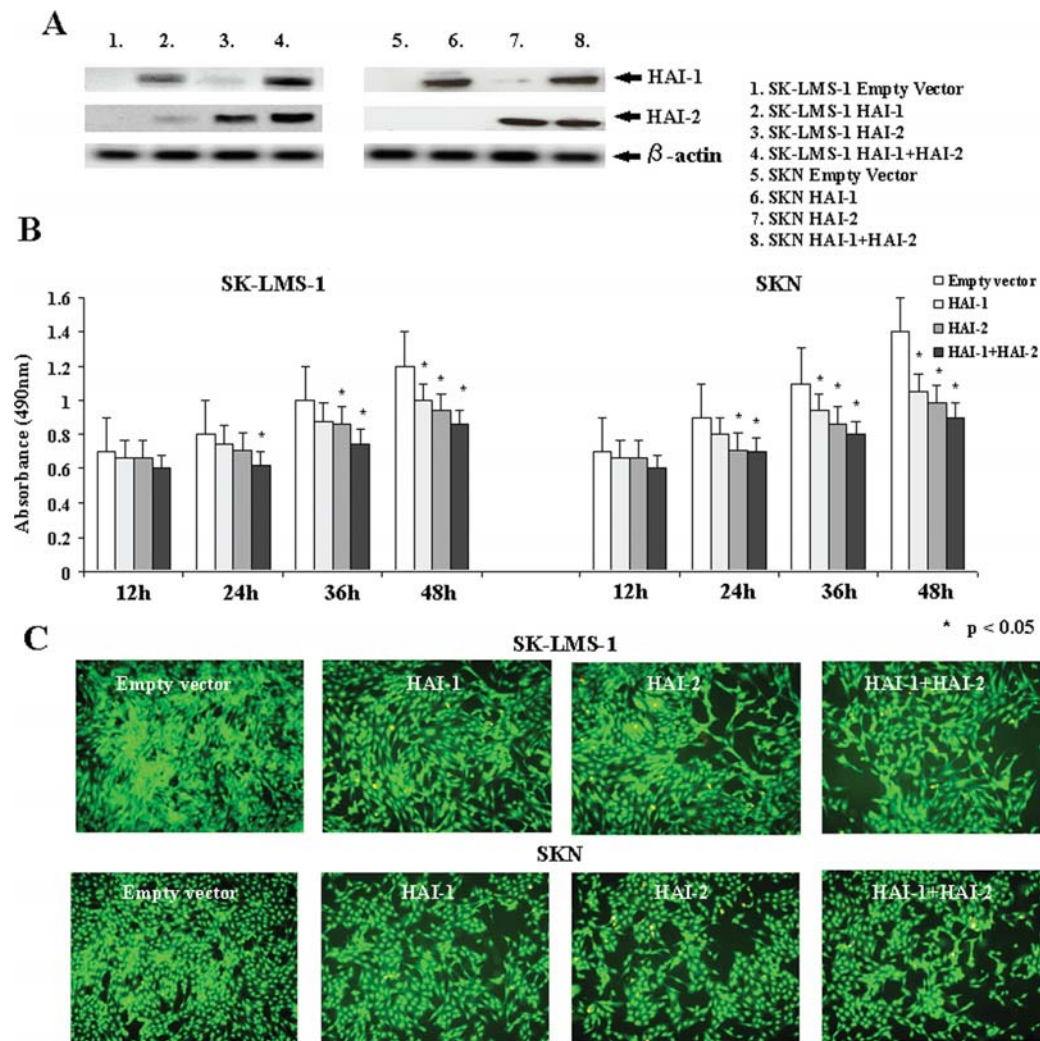 A
1. 2. 3. 4. 5. 6. 7. 8.
HAI-1
HAI-2
β-actin
1. SK-LMS-1 Empty Vector
2. SK-LMS-1 HAI-1
3. SK-LMS-1 HAI-2
4. SK-LMS-1 HAI-1+HAI-2
5. SKN Empty Vector
6. SKN HAI-1
7. SKN HAI-2
8. SKN HAI-1+HAI-2
B
SK-LMS-1 SKN
Empty vector
HAI-1
HAI-2
HAI-1+HAI-2
Absorbance (490nm)
1.6
1.4
1.2
1
0.8
0.6
0.4
0.2
0
* * * * * * * * * * * * * *
12h 24h 36h 48h 12h 24h 36h 48h
* p < 0.05
C
SK-LMS-1
Empty vector HAI-1 HAI-2 HAI-1+HAI-2
SKN
Empty vector HAI-1 HAI-2 HAI-1+HAI-2